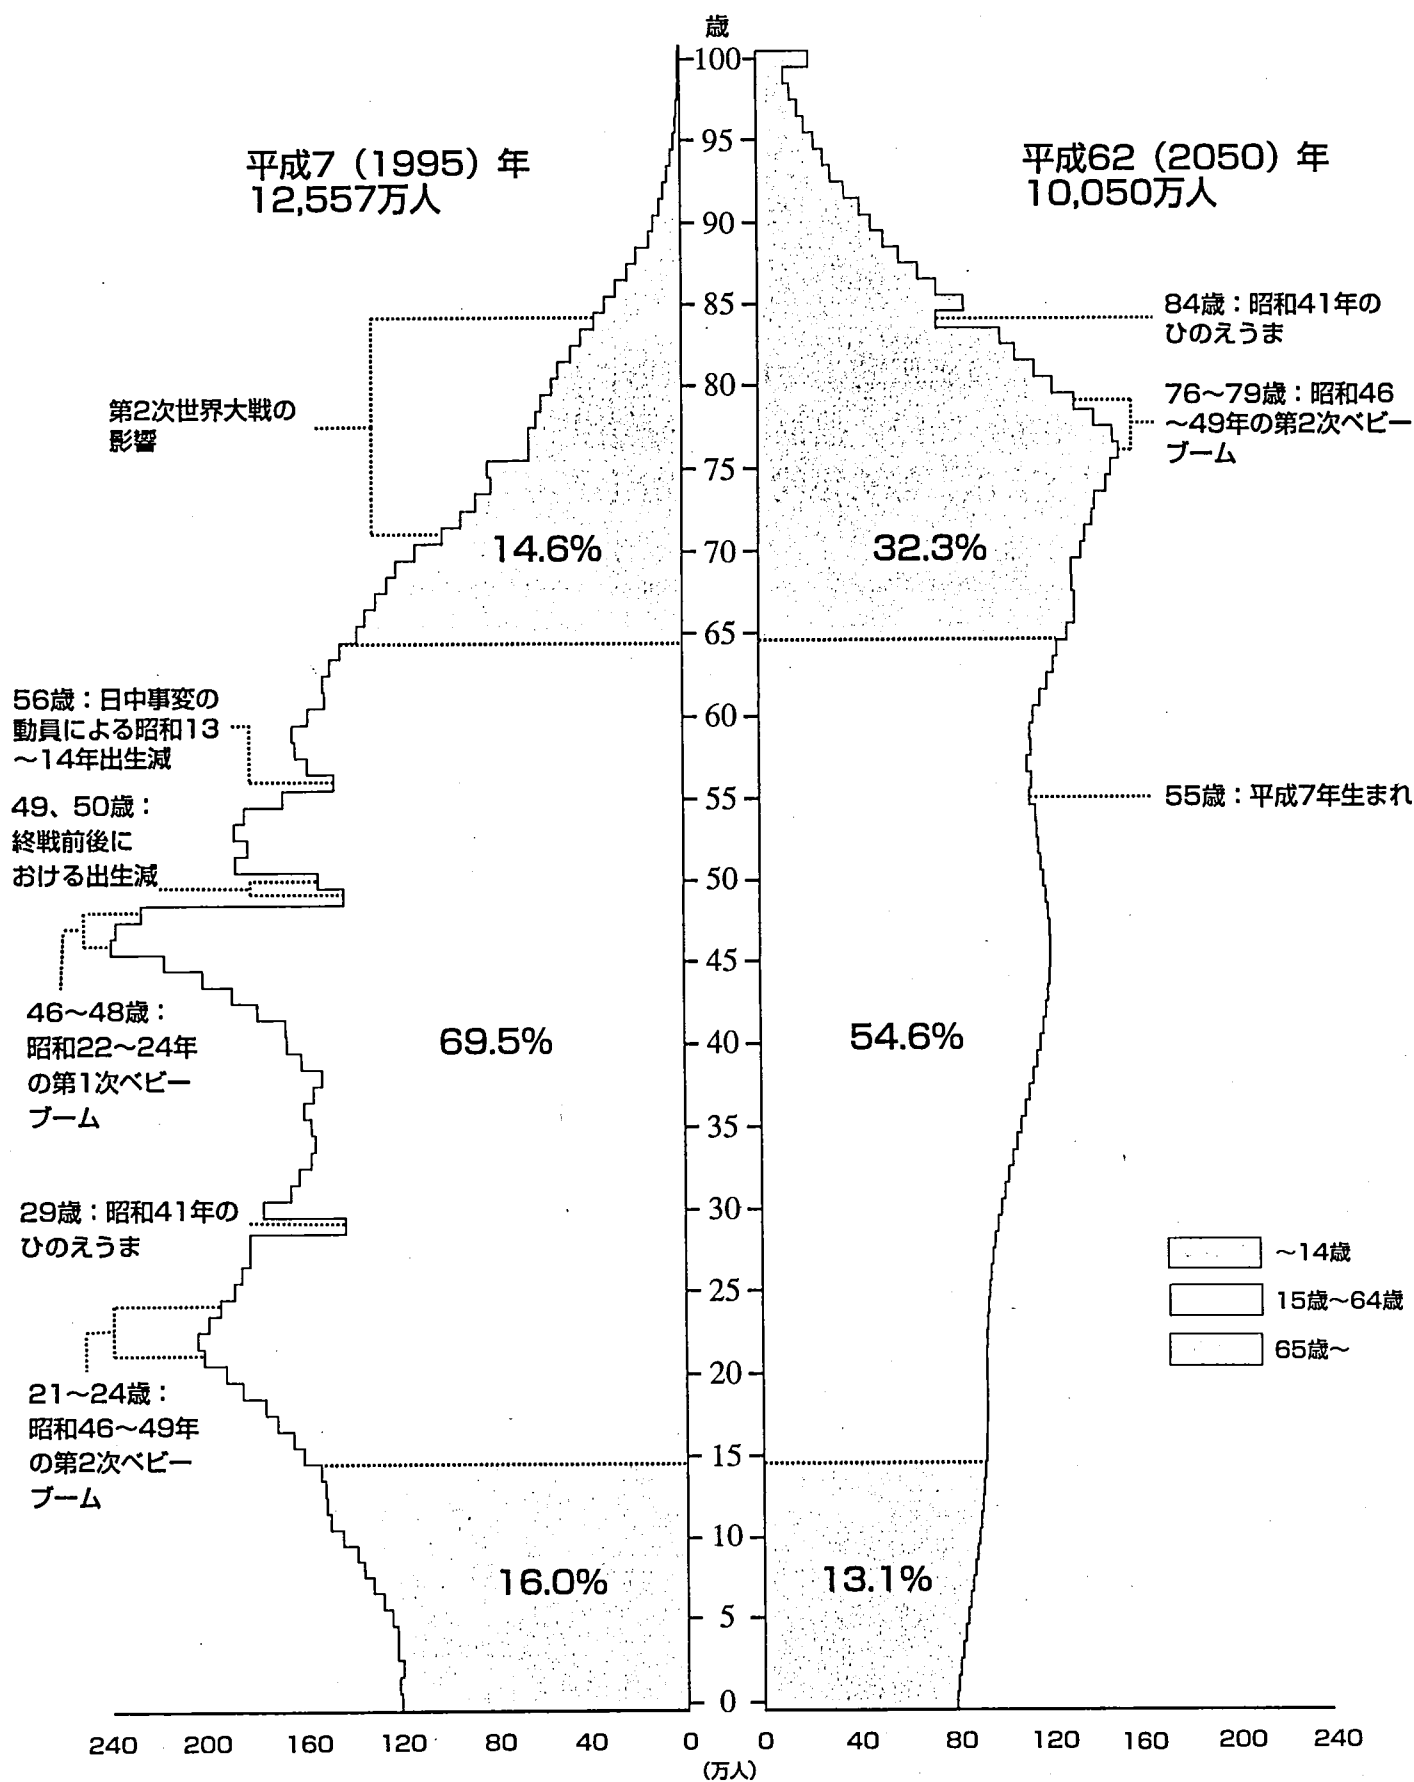 歳
平成7（1995）年
12,557万人
平成62（2050）年
10,050万人
100
95
90
85
80
75
70
65
60
55
50
45
40
35
30
25
20
15
10
5
0
第2次世界大戦の
影響
14.6%
56歳：日中事変の
動員による昭和13
～14年出生減
49、50歳：
終戦前後に
おける出生減
46～48歳：
昭和22～24年
の第1次ベビー
ブーム
69.5%
29歳：昭和41年の
ひのえうま
21～24歳：
昭和46～49年
の第2次ベビー
ブーム
16.0%
84歳：昭和41年の
ひのえうま
76～79歳：昭和46
～49年の第2次ベビー
ブーム
32.3%
55歳：平成7年生まれ
54.6%
13.1%
～14歳
15歳～64歳
65歳～
240 200 160 120 80 40 0
0 40 80 120 160 200 240
（万人）